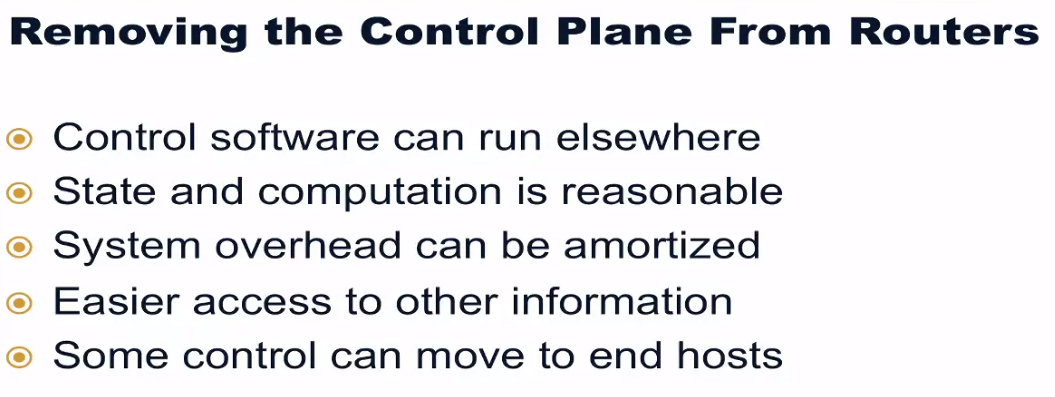 Removing the Control Plane From Routers
Control software can run elsewhere
State and computation is reasonable
System overhead can be amortized
Easier access to other information
Some control can move to end hosts